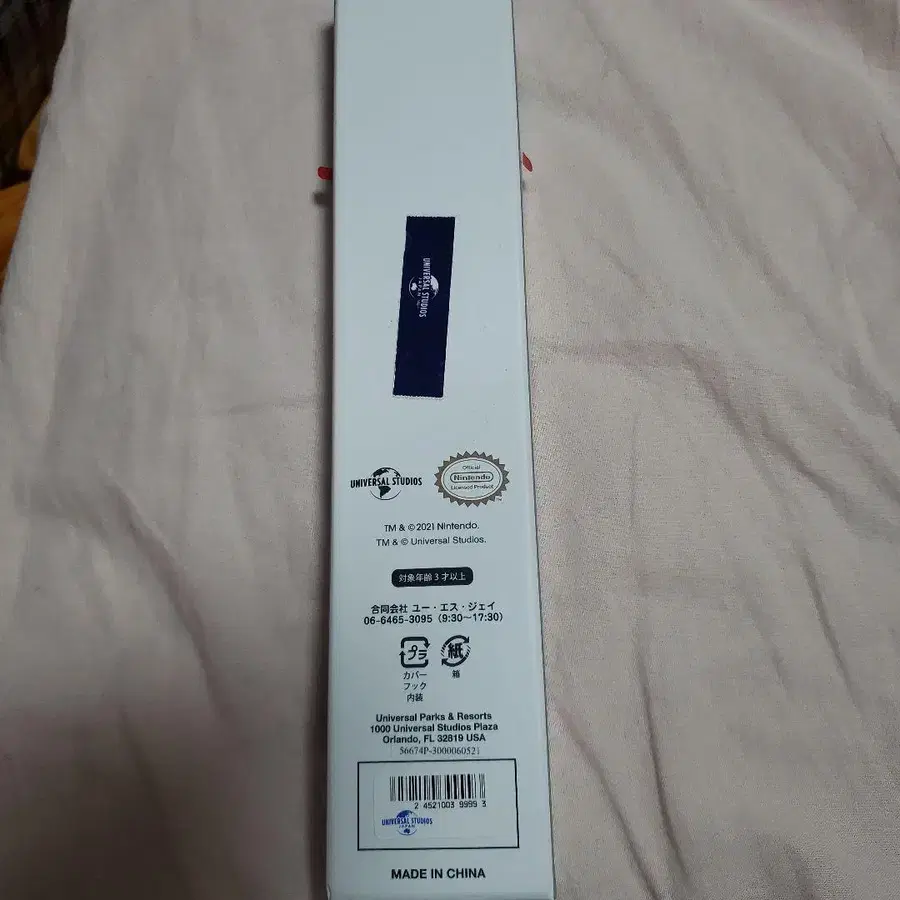 UNIVERSAL STUDIOS
JAPAN
UNIVERSAL STUDIOS
Official
Nintendo
Licensed Product
TM & © 2021 Nintendo.
TM & © Universal Studios.
対象年齢3才以上
合同会社 ユー・エス・ジェイ
06-6465-3095（9:30〜17:30）
プラ
カバー
フック
内装
紙
箱
Universal Parks & Resorts
1000 Universal Studios Plaza
Orlando, FL 32819 USA
56674P-3000060521
2 4521003 9999 3
UNIVERSAL STUDIOS
JAPAN
MADE IN CHINA